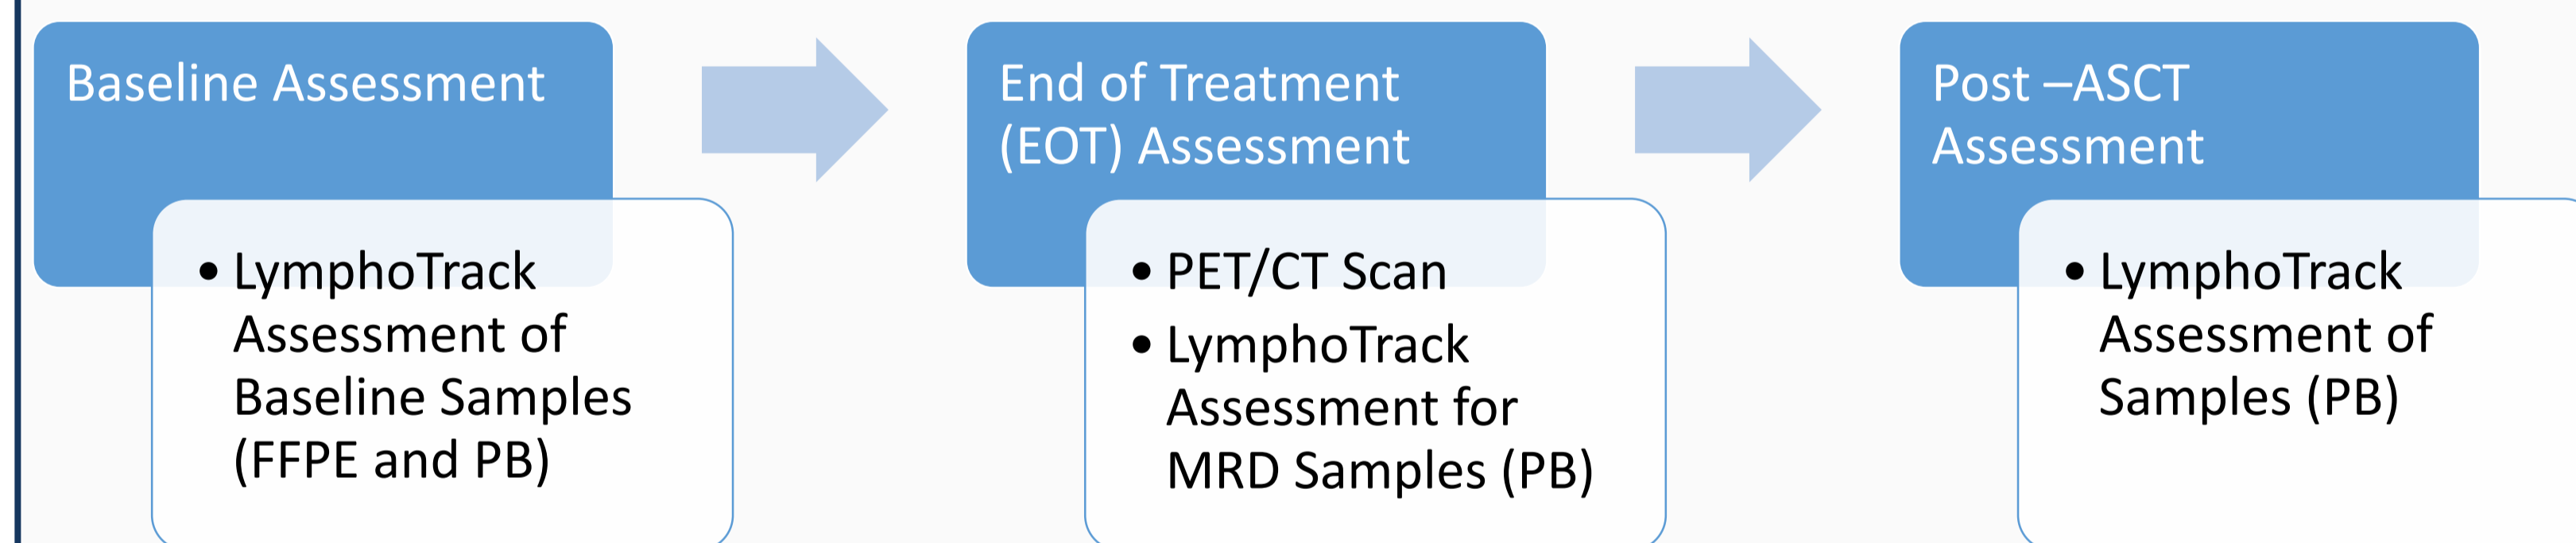 Baseline Assessment
• LymphoTrack
Assessment of
Baseline Samples
(FFPE and PB)
End of Treatment
(EOT) Assessment
• PET/CT Scan
• LymphoTrack
Assessment for
MRD Samples (PB)
Post –ASCT
Assessment
• LymphoTrack
Assessment of
Samples (PB)